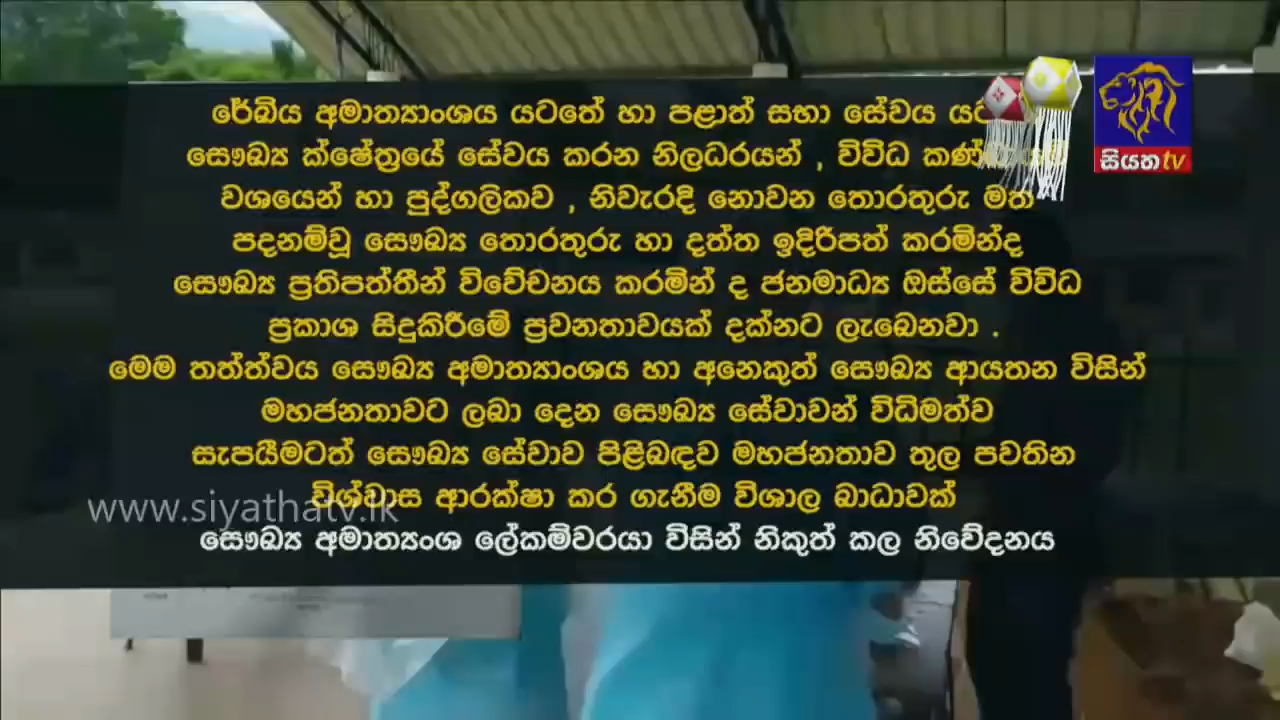 රේඛිය අමාත්‍යාංශය යටතේ හා පළාත් සභා සේවය
සෞඛ්‍ය ක්ෂේත්‍රයේ සේවය කරන නිලධරයන් , විවිධ
වශයෙන් හා පුද්ගලිකව , නිවැරදි නොවන තොරතුරු මත
පදනම්වූ සෞඛ්‍ය තොරතුරු හා දත්ත ඉදිරිපත් කරමින්ද
සෞඛ්‍ය ප්‍රතිපත්තීන් විවේචනය කරමින් ද ජනමාධ්‍ය ඔස්සේ විවිධ
ප්‍රකාශ සිදුකිරීමේ ප්‍රවනතාවයක් දක්නට ලැබෙනවා .
මෙම තත්ත්වය සෞඛ්‍ය අමාත්‍යාංශය හා අනෙකුත් සෞඛ්‍ය ආයතන විසින්
මහජනතාවට ලබා දෙන සෞඛ්‍ය සේවාවන් විධිමත්ව
සැපයීමටත් සෞඛ්‍ය සේවාව පිළිබඳව මහජනතාව තුල පවතින
විශ්වාස ආරක්ෂා කර ගැනීම විශාල බාධාවක්
සෞඛ්‍ය අමාත්‍යංශ ලේකම්වරයා විසින් නිකුත් කල නිවේදනය
www.siyathatv.lk
සියත tv